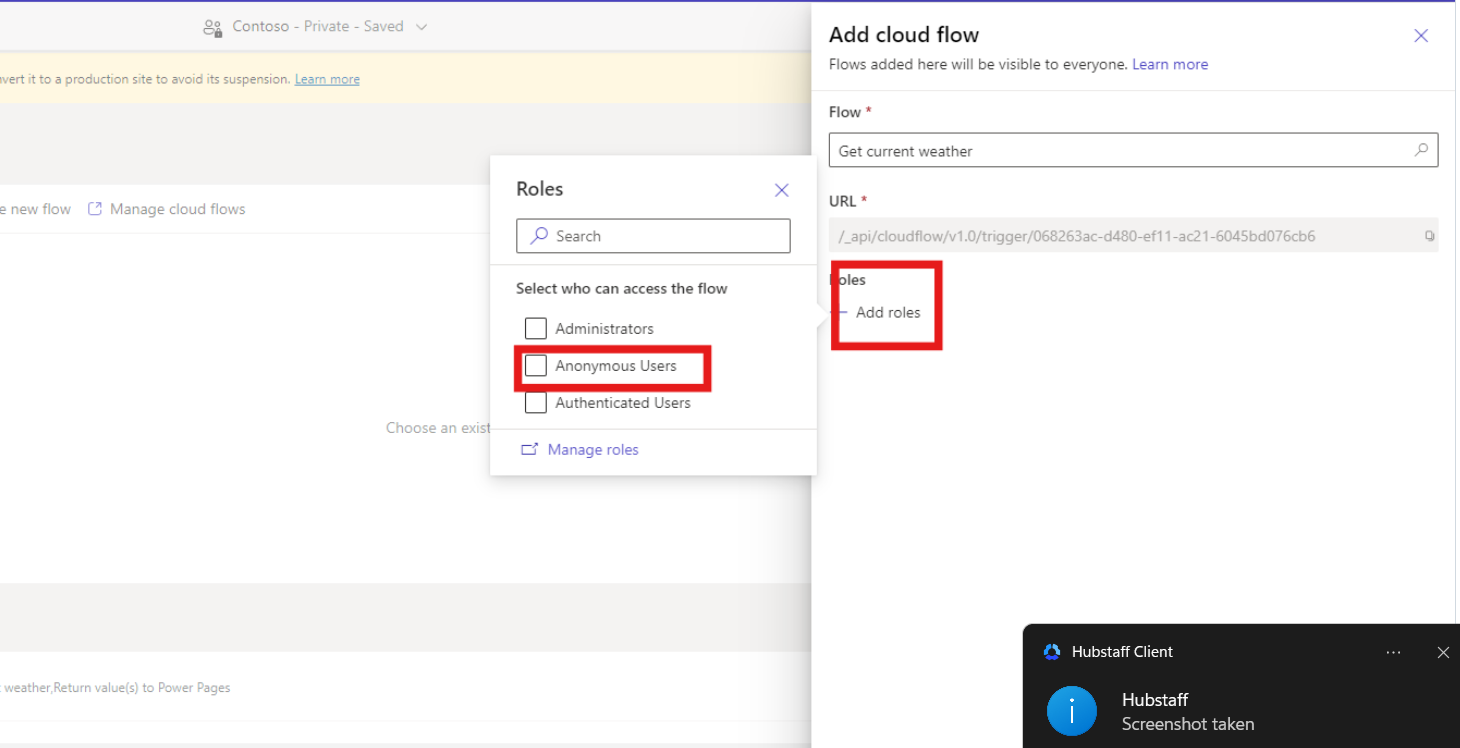 Contoso - Private - Saved
nvert it to a production site to avoid its suspension. Learn more
e new flow Manage cloud flows
Choose an exist
t weather,Return value(s) to Power Pages
Roles
Search
Select who can access the flow
Administrators
Anonymous Users
Authenticated Users
Manage roles
Add cloud flow
Flows added here will be visible to everyone. Learn more
Flow *
Get current weather
URL *
/_api/cloudflow/v1.0/trigger/068263ac-d480-ef11-ac21-6045bd076cb6
Roles
Add roles
Hubstaff Client
Hubstaff
Screenshot taken